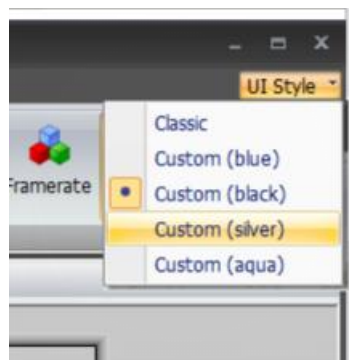 UI Style
Classic
Custom (blue)
Framerate
Custom (black)
Custom (silver)
Custom (aqua)